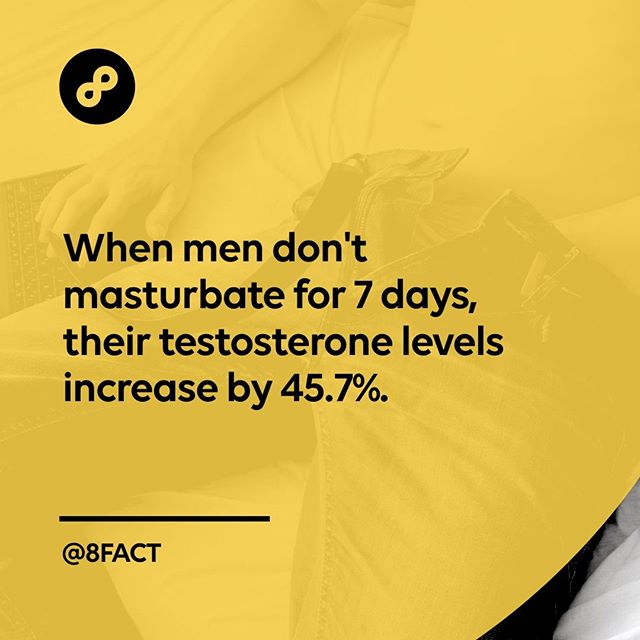 When men don't
masturbate for 7 days,
their testosterone levels
increase by 45.7%.
@8FACT